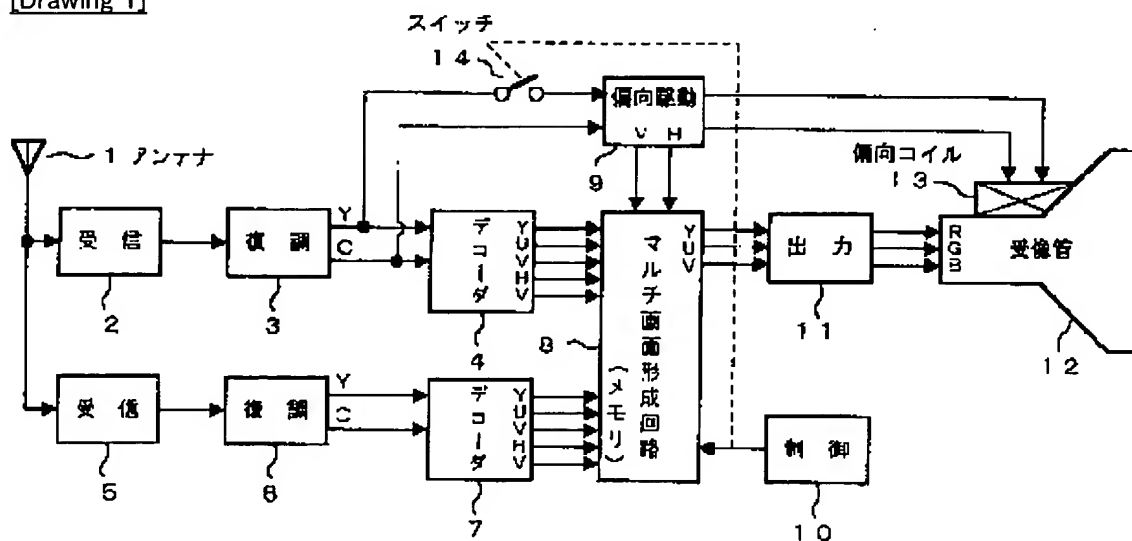 [Drawing 1]
スイッチ
14
偏向駆動
V H
9
1 アンテナ
偏向コイル
13
受信
2
復調
Y
C
3
デコーダ
Y
U
V
H
V
4
マルチ画面形成回路
(メモリ)
Y
U
V
8
出力
11
R
G
B
受像管
12
受信
5
復調
Y
C
6
デコーダ
Y
U
V
H
V
7
制御
10